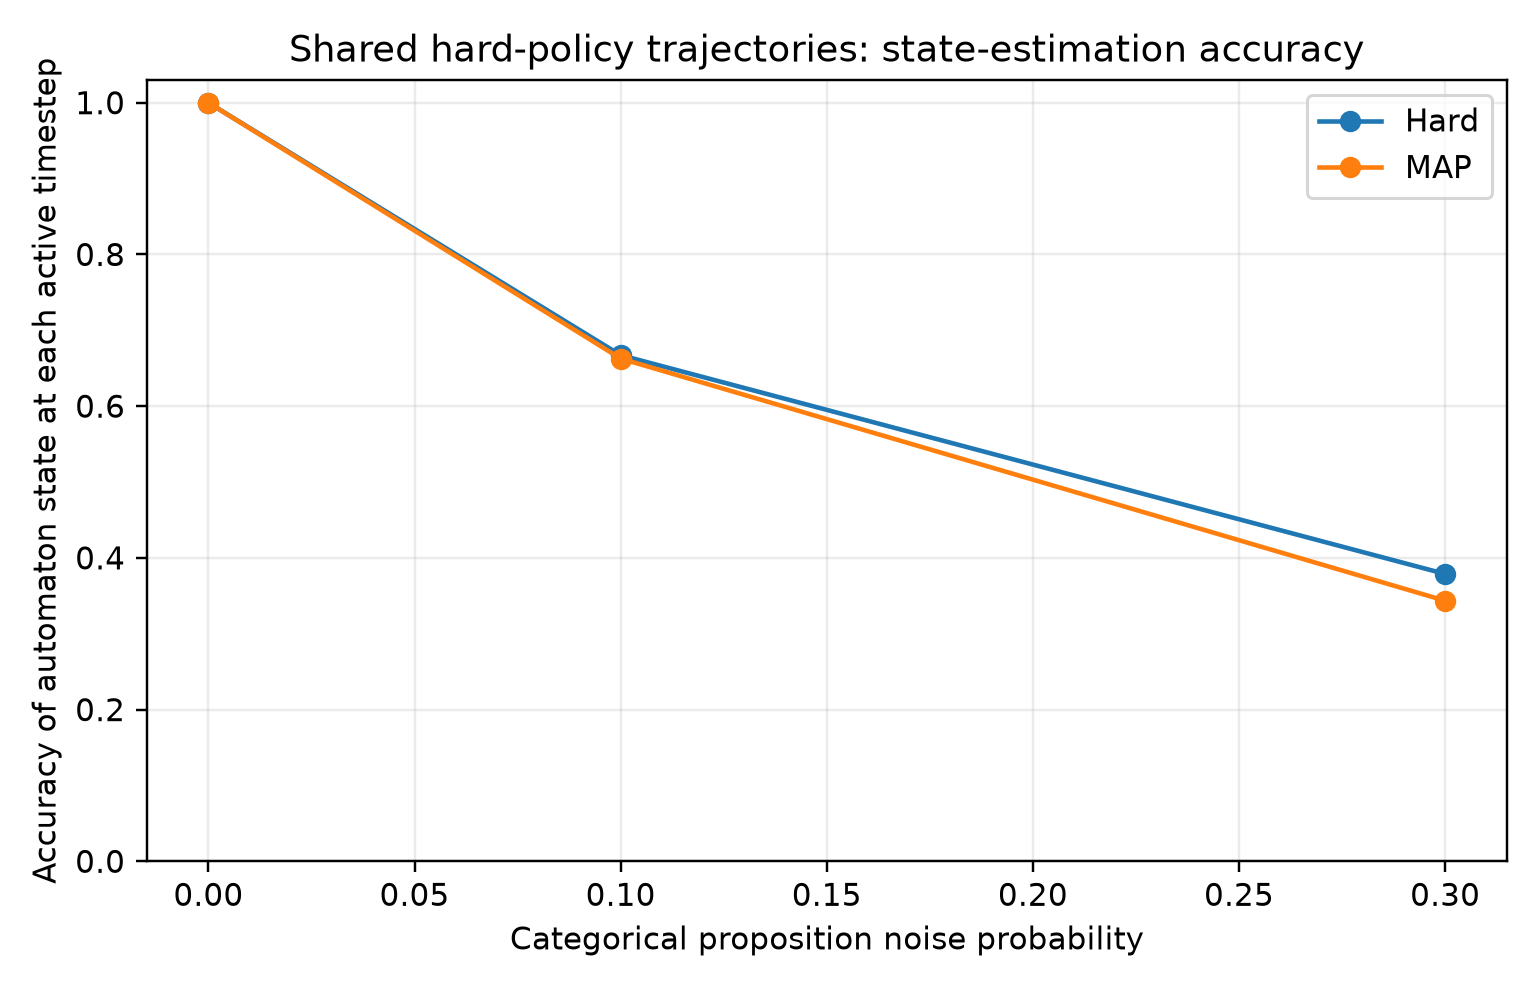 Shared hard-policy trajectories: state-estimation accuracy
Accuracy of automaton state at each active timestep
1.0
0.8
0.6
0.4
0.2
0.0
Hard
MAP
0.00 0.05 0.10 0.15 0.20 0.25 0.30
Categorical proposition noise probability